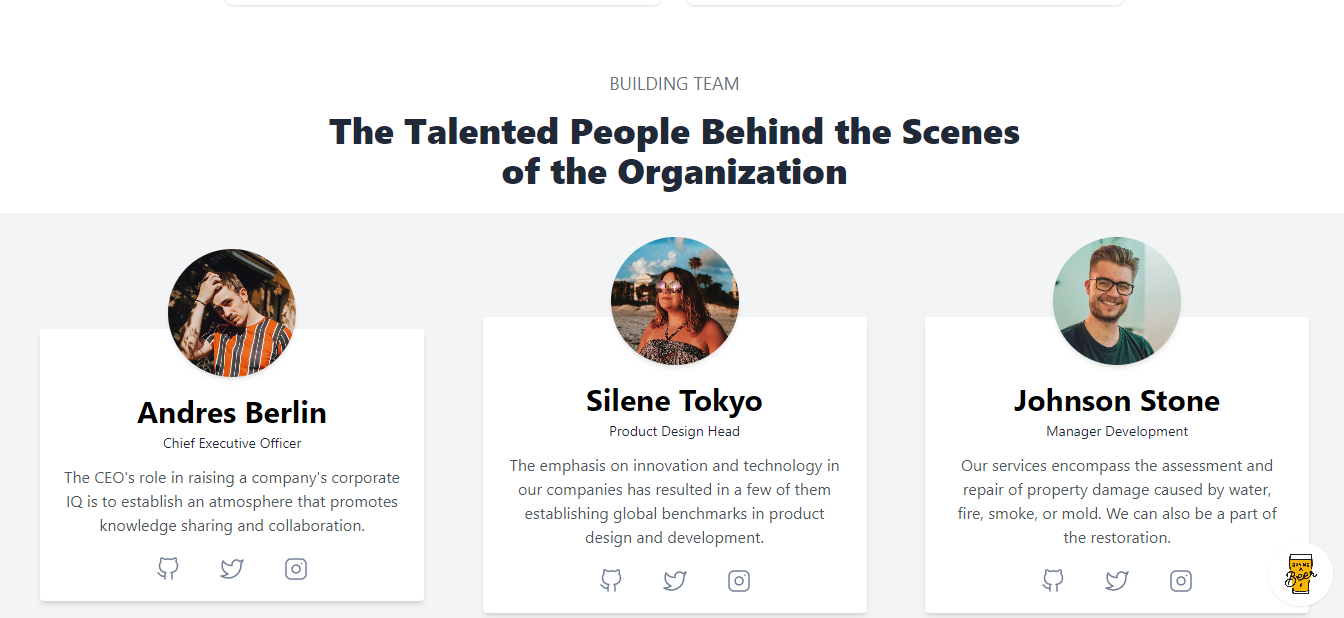 BUILDING TEAM
The Talented People Behind the Scenes
of the Organization
Andres Berlin
Chief Executive Officer
The CEO's role in raising a company's corporate
IQ is to establish an atmosphere that promotes
knowledge sharing and collaboration.
Silene Tokyo
Product Design Head
The emphasis on innovation and technology in
our companies has resulted in a few of them
establishing global benchmarks in product
design and development.
Johnson Stone
Manager Development
Our services encompass the assessment and
repair of property damage caused by water,
fire, smoke, or mold. We can also be a part of
the restoration.
BUY ME
A
Beer